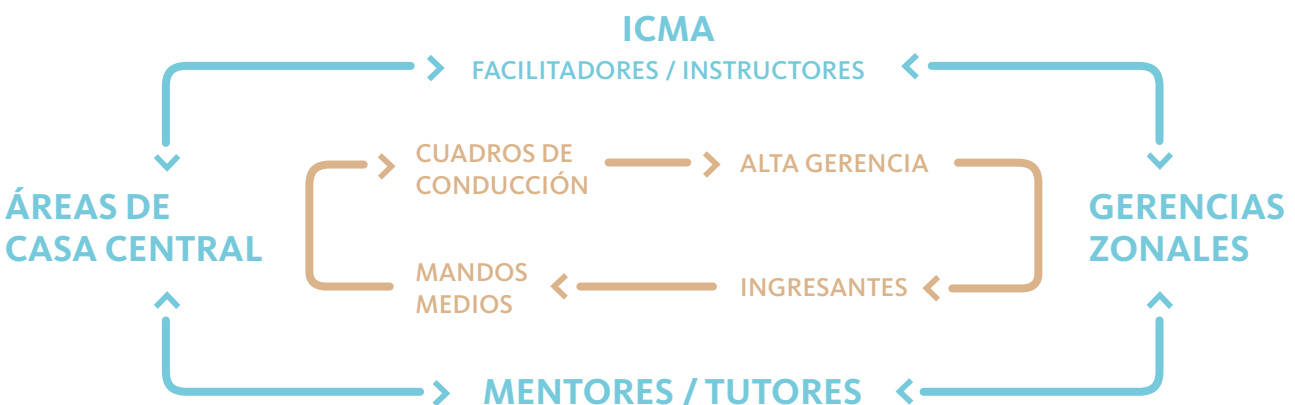 ICMA
FACILITADORES / INSTRUCTORES
CUADROS DE
CONDUCCIÓN
ALTA GERENCIA
ÁREAS DE
CASA CENTRAL
GERENCIAS
ZONALES
MANDOS
MEDIOS
INGRESANTES
MENTORES / TUTORES